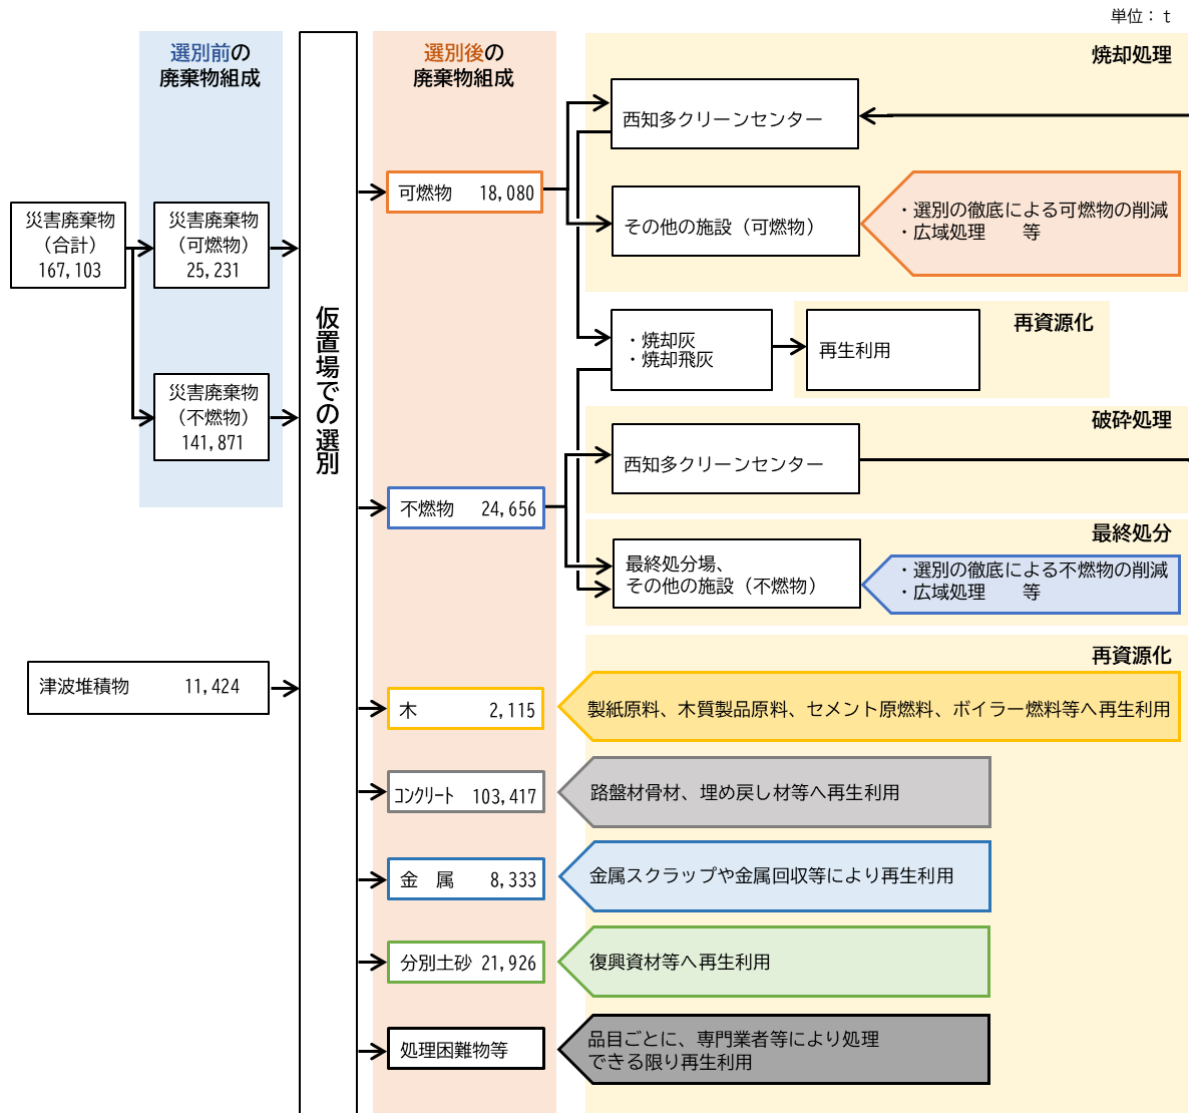 単位：ｔ
選別前の
廃棄物組成
選別後の
廃棄物組成
焼却処理
西知多クリーンセンター
可燃物 18,080
・選別の徹底による可燃物の削減
・広域処理　等
その他の施設（可燃物）
災害廃棄物
（合計）
167,103
災害廃棄物
（可燃物）
25,231
仮置場での選別
再資源化
・焼却灰
・焼却飛灰
再生利用
災害廃棄物
（不燃物）
141,871
破砕処理
西知多クリーンセンター
不燃物 24,656
最終処分
最終処分場、
その他の施設（不燃物）
・選別の徹底による不燃物の削減
・広域処理　等
再資源化
津波堆積物 11,424
木 2,115
製紙原料、木質製品原料、セメント原燃料、ボイラー燃料等へ再生利用
ｺﾝｸﾘｰﾄ 103,417
路盤材骨材、埋め戻し材等へ再生利用
金　属 8,333
金属スクラップや金属回収等により再生利用
分別土砂 21,926
復興資材等へ再生利用
処理困難物等
品目ごとに、専門業者等により処理
できる限り再生利用